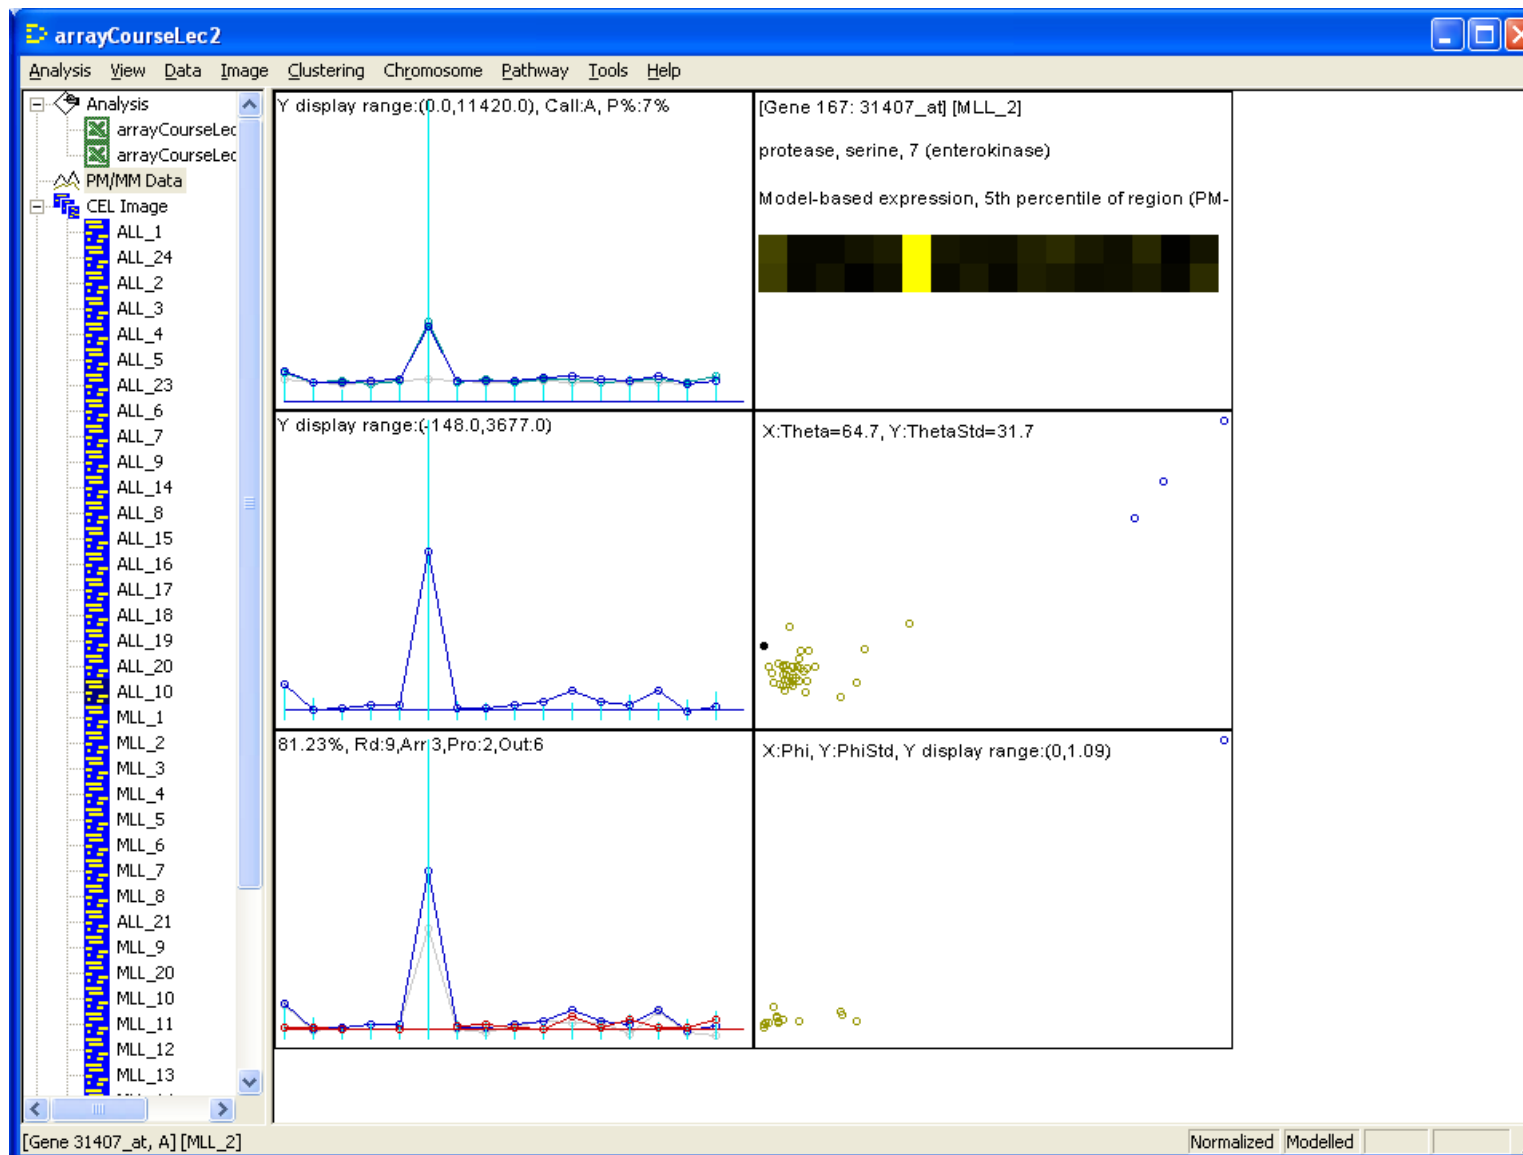 arrayCourseLec2
Analysis View Data Image Clustering Chromosome Pathway Tools Help
Analysis
arrayCourseLec
arrayCourseLec
PM/MM Data
CEL Image
ALL_1
ALL_24
ALL_2
ALL_3
ALL_4
ALL_5
ALL_23
ALL_6
ALL_7
ALL_9
ALL_14
ALL_8
ALL_15
ALL_16
ALL_17
ALL_18
ALL_19
ALL_20
ALL_10
MLL_1
MLL_2
MLL_3
MLL_4
MLL_5
MLL_6
MLL_7
MLL_8
ALL_21
MLL_9
MLL_20
MLL_10
MLL_11
MLL_12
MLL_13
Y display range:(0.0,11420.0), Call:A, P%:7%
[Gene 167: 31407_at] [MLL_2]
protease, serine, 7 (enterokinase)
Model-based expression, 5th percentile of region (PM-
Y display range:(-148.0,3677.0)
X:Theta=64.7, Y:ThetaStd=31.7
81.23%, Rd:9,Arr:3,Pro:2,Out:6
X:Phi, Y:PhiStd, Y display range:(0,1.09)
[Gene 31407_at, A] [MLL_2]
Normalized Modelled